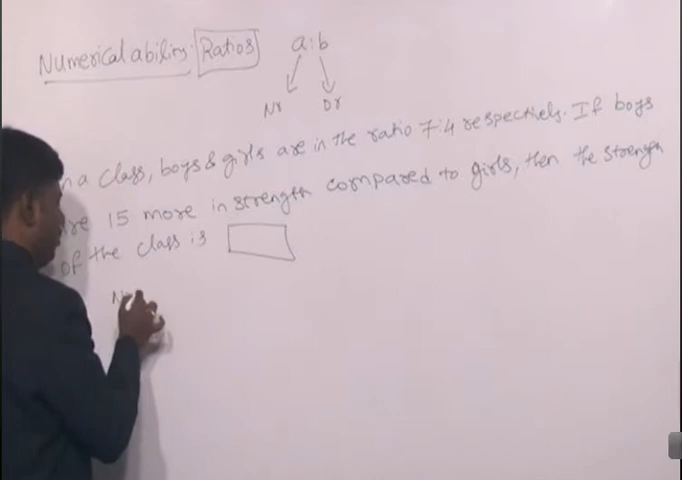 Numerical ability: Ratios a:b
Nr Dr
n a class, boys & girls are in the ratio 7:4 respectively. If boys
re 15 more in strength compared to girls, then the strength
of the class is
N